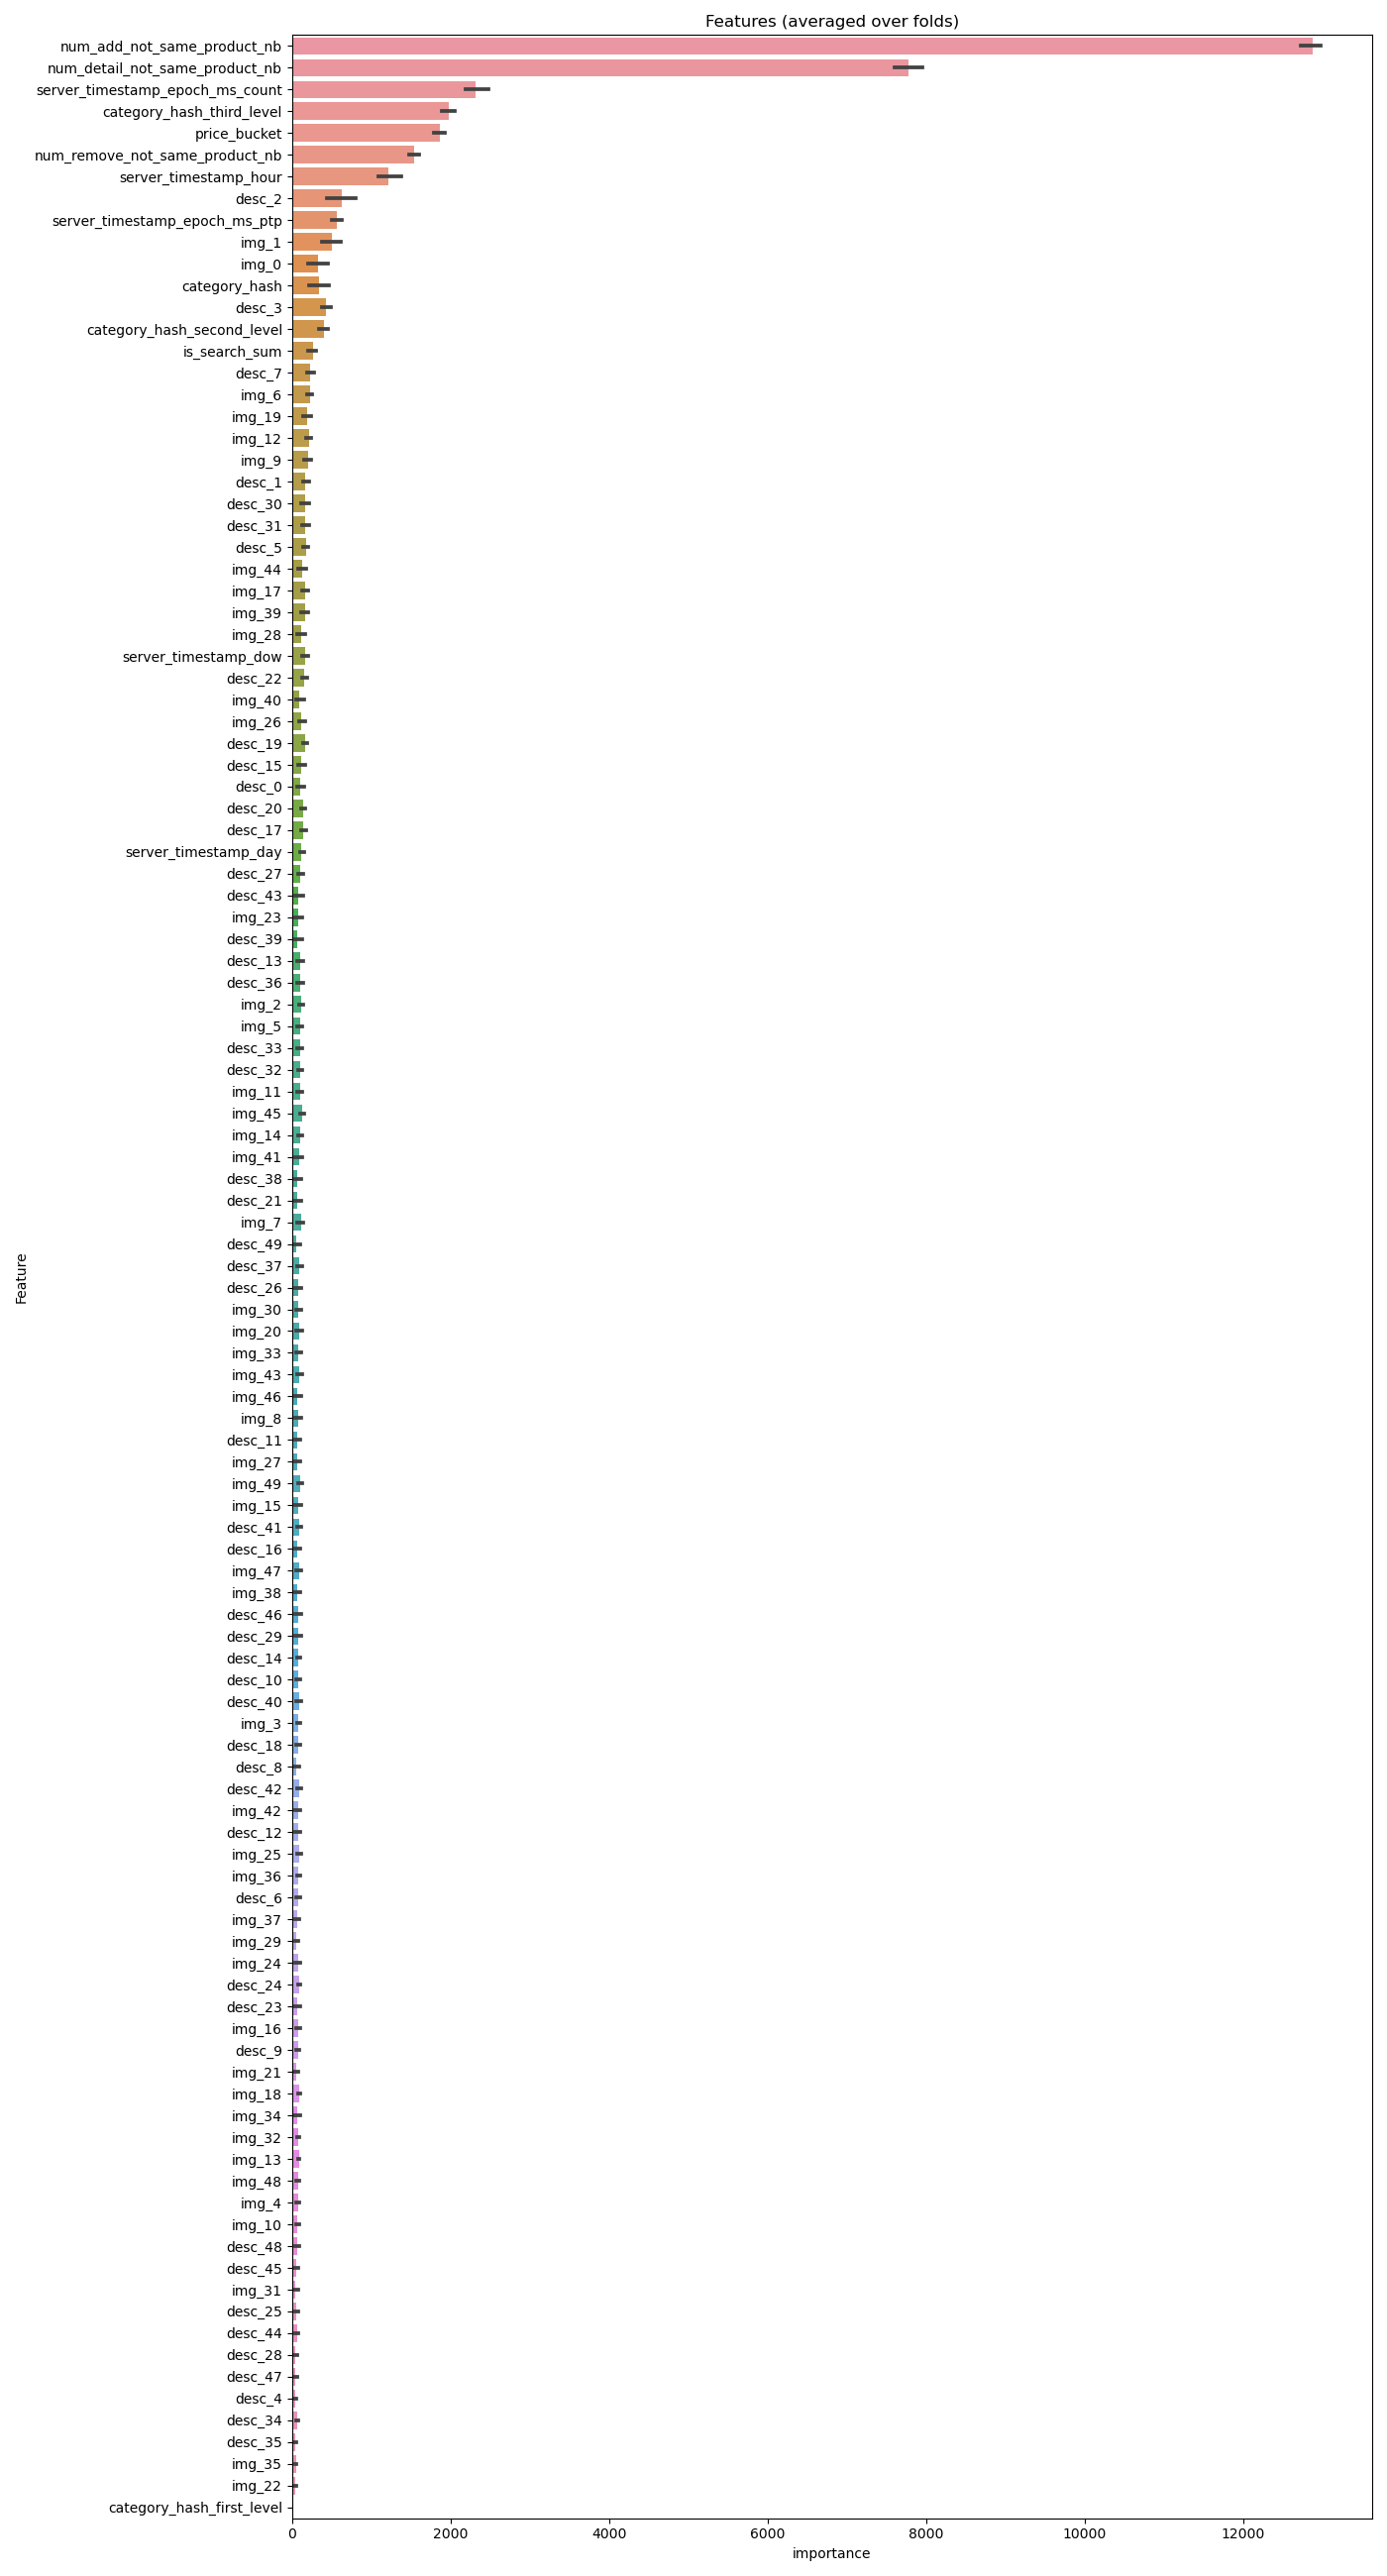 Features (averaged over folds)
num_add_not_same_product_nb
num_detail_not_same_product_nb
server_timestamp_epoch_ms_count
category_hash_third_level
price_bucket
num_remove_not_same_product_nb
server_timestamp_hour
desc_2
server_timestamp_epoch_ms_ptp
img_1
img_0
category_hash
desc_3
category_hash_second_level
is_search_sum
desc_7
img_6
img_19
img_12
img_9
desc_1
desc_30
desc_31
desc_5
img_44
img_17
img_39
img_28
server_timestamp_dow
desc_22
img_40
img_26
desc_19
desc_15
desc_0
desc_20
desc_17
server_timestamp_day
desc_27
desc_43
img_23
desc_39
desc_13
desc_36
img_2
img_5
desc_33
desc_32
img_11
img_45
img_14
img_41
desc_38
desc_21
img_7
desc_49
desc_37
desc_26
img_30
img_20
img_33
img_43
img_46
img_8
desc_11
img_27
img_49
img_15
desc_41
desc_16
img_47
img_38
desc_46
desc_29
desc_14
desc_10
desc_40
img_3
desc_18
desc_8
desc_42
img_42
desc_12
img_25
img_36
desc_6
img_37
img_29
img_24
desc_24
desc_23
img_16
desc_9
img_21
img_18
img_34
img_32
img_13
img_48
img_4
img_10
desc_48
desc_45
img_31
desc_25
desc_44
desc_28
desc_47
desc_4
desc_34
desc_35
img_35
img_22
category_hash_first_level
Feature
0 2000 4000 6000 8000 10000 12000
importance